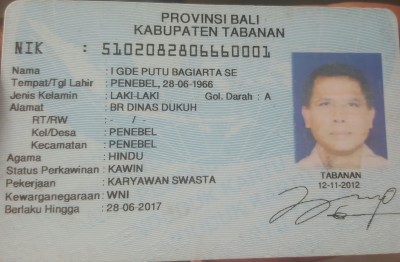 PROVINSI BALI
KABUPATEN TABANAN
NIK : 5102082806660001
Nama : I GDE PUTU BAGIARTA SE
Tempat/Tgl Lahir : PENEBEL, 28-06-1966
Jenis Kelamin : LAKI-LAKI Gol. Darah : A
Alamat : BR DINAS DUKUH
RT/RW : - / -
Kel/Desa : PENEBEL
Kecamatan : PENEBEL
Agama : HINDU
Status Perkawinan : KAWIN
Pekerjaan : KARYAWAN SWASTA
Kewarganegaraan : WNI
Berlaku Hingga : 28-06-2017
TABANAN
12-11-2012